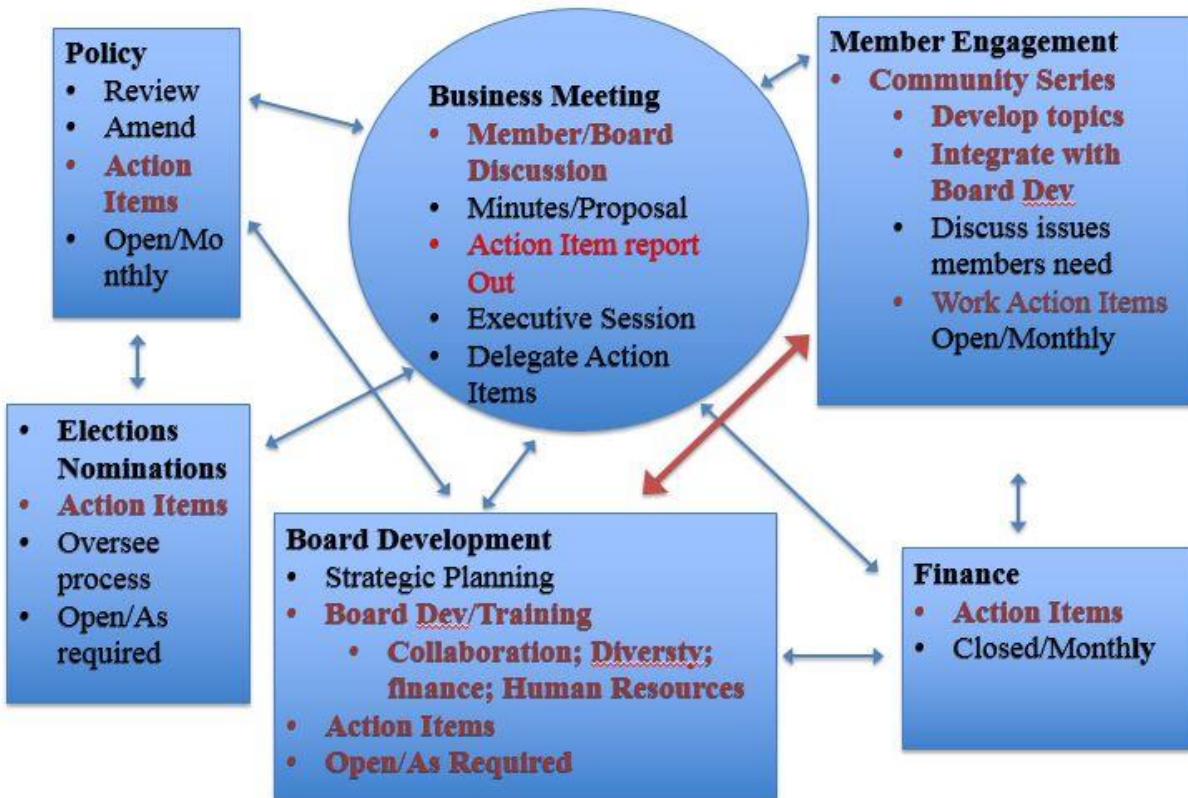 Policy
• Review
• Amend
• Action
Items
• Open/Mo
nthly
Business Meeting
• Member/Board
Discussion
• Minutes/Proposal
• Action Item report
Out
• Executive Session
• Delegate Action
Items
Member Engagement
• Community Series
• Develop topics
• Integrate with
Board Dev
• Discuss issues
members need
• Work Action Items
Open/Monthly
• Elections
Nominations
• Action Items
• Oversee
process
• Open/As
required
Board Development
• Strategic Planning
• Board Dev/Training
• Collaboration; Diversty;
finance; Human Resources
• Action Items
• Open/As Required
Finance
• Action Items
• Closed/Monthly